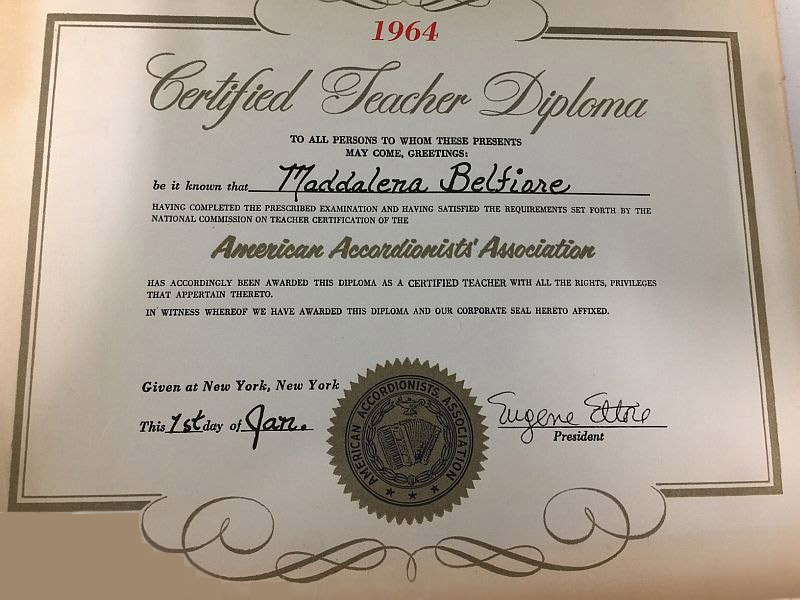 1964
Certified Teacher Diploma
TO ALL PERSONS TO WHOM THESE PRESENTS
MAY COME, GREETINGS:
be it known that Maddalena Belfiore
HAVING COMPLETED THE PRESCRIBED EXAMINATION AND HAVING SATISFIED THE REQUIREMENTS SET FORTH BY THE
NATIONAL COMMISSION ON TEACHER CERTIFICATION OF THE
American Accordionists' Association
HAS ACCORDINGLY BEEN AWARDED THIS DIPLOMA AS A CERTIFIED TEACHER WITH ALL THE RIGHTS, PRIVILEGES
THAT APPERTAIN THERETO.
IN WITNESS WHEREOF WE HAVE AWARDED THIS DIPLOMA AND OUR CORPORATE SEAL HERETO AFFIXED.
Given at New York, New York
This 1st day of Jan.
AMERICAN ACCORDIONISTS ASSOCIATION
Eugene Ettore
President